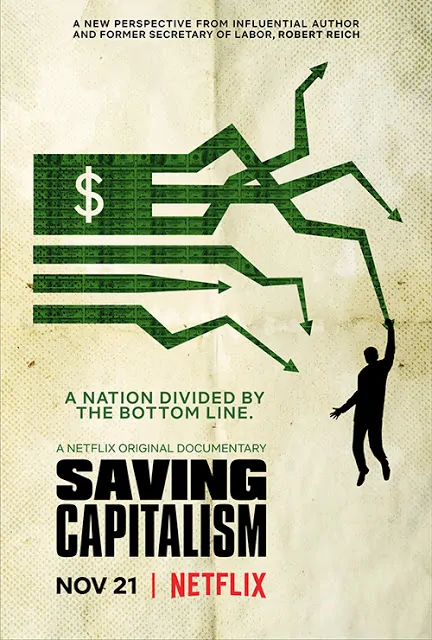 A NEW PERSPECTIVE FROM INFLUENTIAL AUTHOR
AND FORMER SECRETARY OF LABOR, ROBERT REICH
$
A NATION DIVIDED BY
THE BOTTOM LINE.
A NETFLIX ORIGINAL DOCUMENTARY
SAVING
CAPITALISM
NOV 21 | NETFLIX